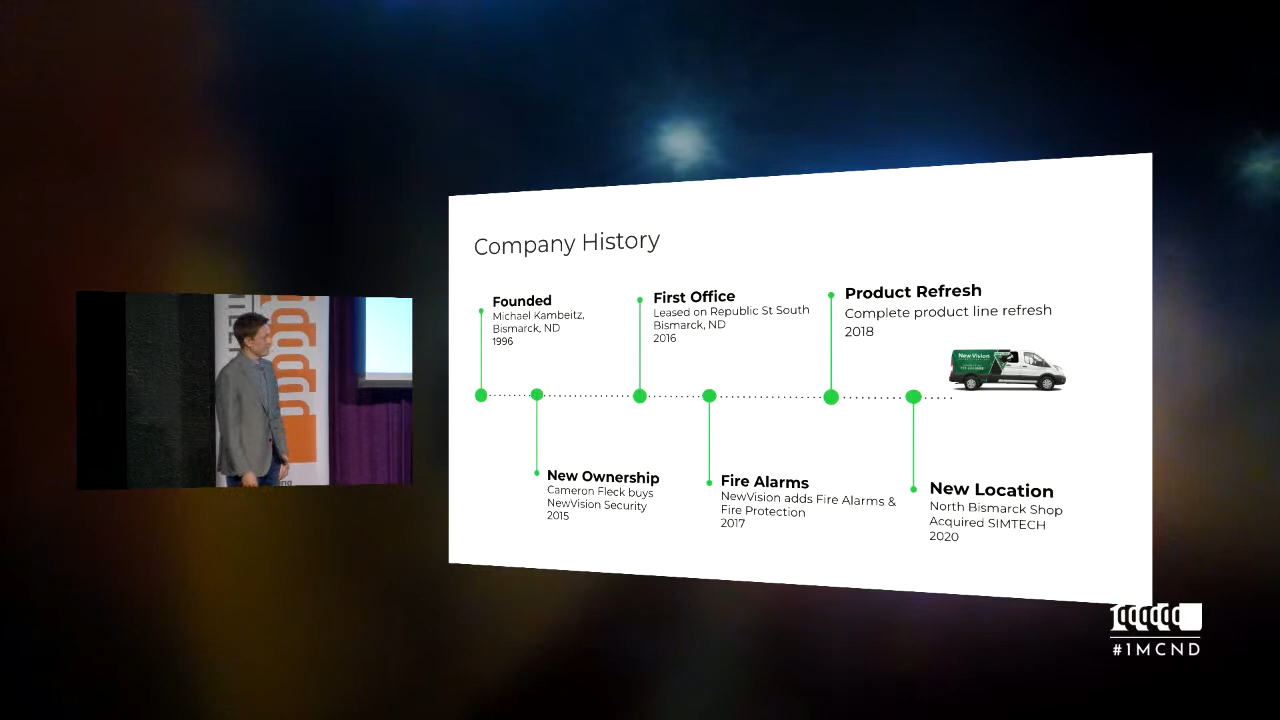 Company History
Founded
Michael Kambeitz,
Bismarck, ND
1996
First Office
Leased on Republic St South
Bismarck, ND
2016
Product Refresh
Complete product line refresh
2018
New Vision
New Ownership
Cameron Fleck buys
NewVision Security
2015
Fire Alarms
NewVision adds Fire Alarms &
Fire Protection
2017
New Location
North Bismarck Shop
Acquired SIMTECH
2020
#1MCND